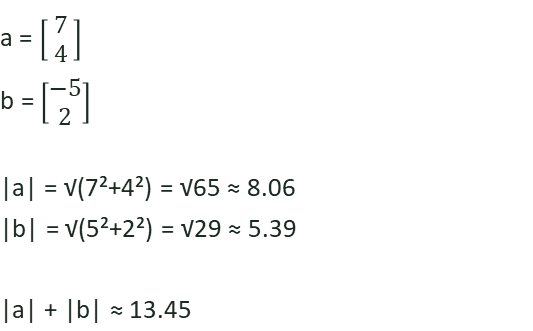 a = [7
4]
b = [−5
2]
|a| = √(7²+4²) = √65 ≈ 8.06
|b| = √(5²+2²) = √29 ≈ 5.39
|a| + |b| ≈ 13.45